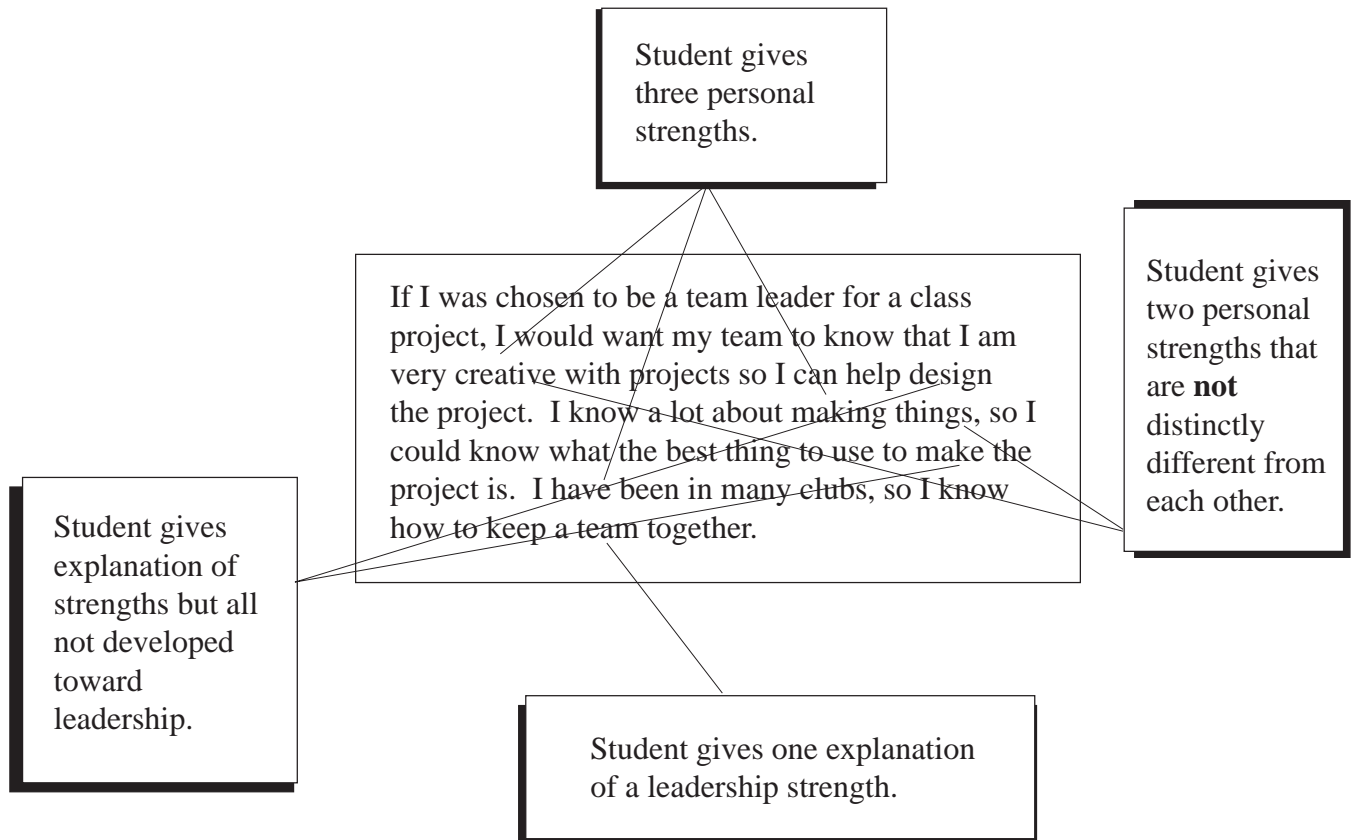 Student gives
three personal
strengths.
If I was chosen to be a team leader for a class
project, I would want my team to know that I am
very creative with projects so I can help design
the project.  I know a lot about making things, so I
could know what the best thing to use to make the
project is.  I have been in many clubs, so I know
how to keep a team together.
Student gives
two personal
strengths that
are not
distinctly
different from
each other.
Student gives
explanation of
strengths but all
not developed
toward
leadership.
Student gives one explanation
of a leadership strength.